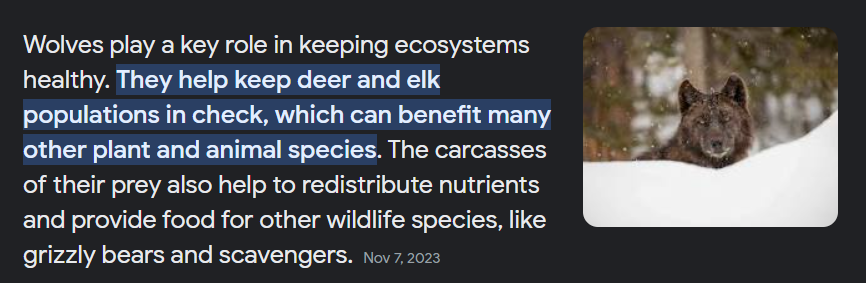 Wolves play a key role in keeping ecosystems
healthy. They help keep deer and elk
populations in check, which can benefit many
other plant and animal species. The carcasses
of their prey also help to redistribute nutrients
and provide food for other wildlife species, like
grizzly bears and scavengers. Nov 7, 2023